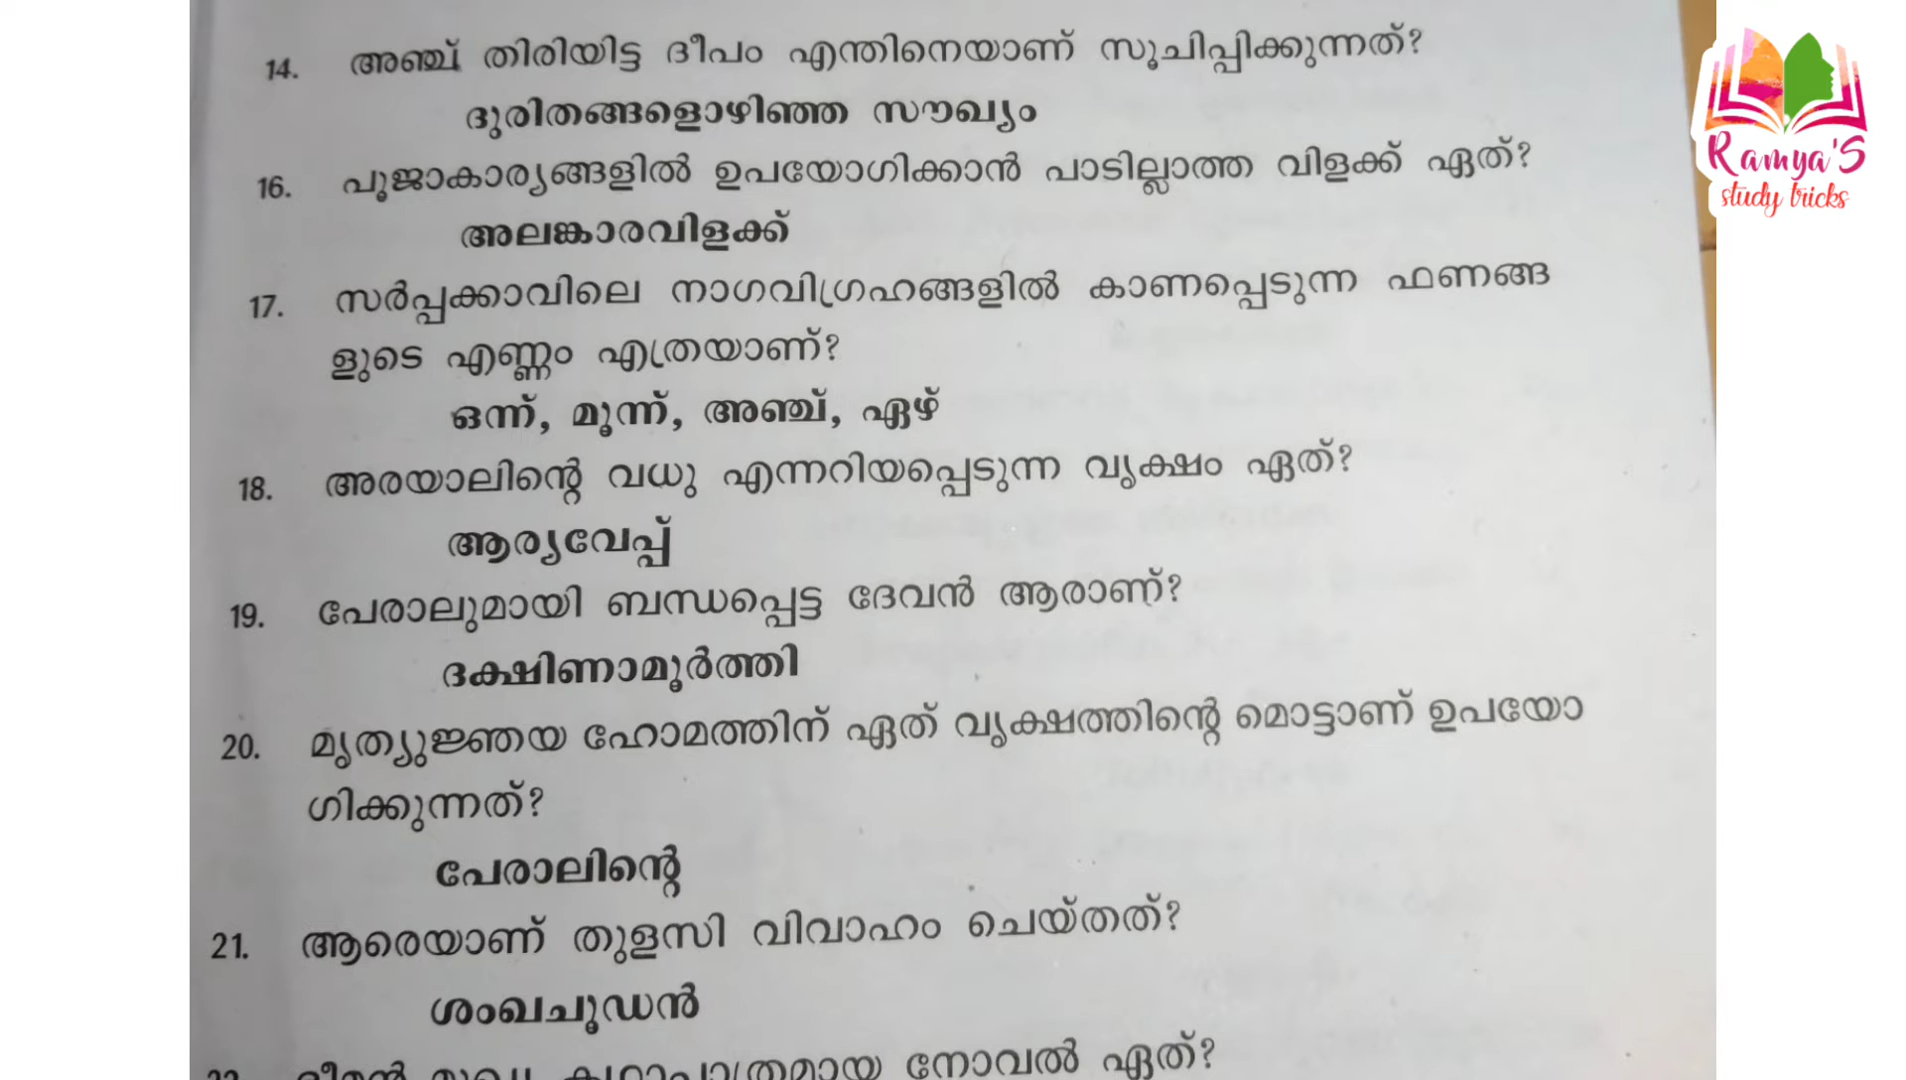 14. അഞ്ച് തിരിയിട്ട ദീപം എന്തിനെയാണ് സൂചിപ്പിക്കുന്നത്?
ദുരിതങ്ങളൊഴിഞ്ഞ സൗഖ്യം
16. പൂജാകാര്യങ്ങളിൽ ഉപയോഗിക്കാൻ പാടില്ലാത്ത വിളക്ക് ഏത്?
അലങ്കാരവിളക്ക്
17. സർപ്പക്കാവിലെ നാഗവിഗ്രഹങ്ങളിൽ കാണപ്പെടുന്ന ഫണങ്ങ
ളുടെ എണ്ണം എത്രയാണ്?
ഒന്ന്, മൂന്ന്, അഞ്ച്, ഏഴ്
18. അരയാലിന്റെ വധു എന്നറിയപ്പെടുന്ന വൃക്ഷം ഏത്?
ആര്യവേപ്പ്
19. പേരാലുമായി ബന്ധപ്പെട്ട ദേവൻ ആരാണ്?
ദക്ഷിണാമൂർത്തി
20. മൃത്യുജ്ഞയ ഹോമത്തിന് ഏത് വൃക്ഷത്തിന്റെ മൊട്ടാണ് ഉപയോ
ഗിക്കുന്നത്?
പേരാലിന്റെ
21. ആരെയാണ് തുളസി വിവാഹം ചെയ്തത്?
ശംഖചൂഡൻ
നോവൽ ഏത്?
Ramya'S
study tricks